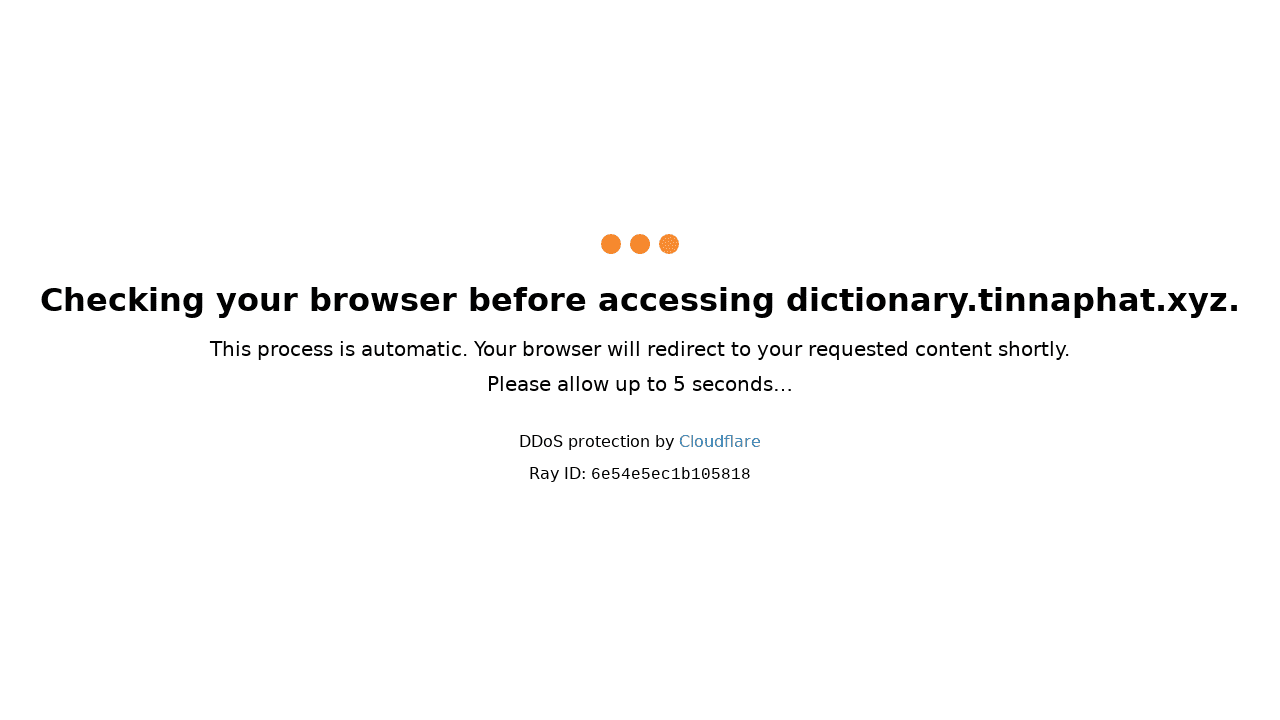 Checking your browser before accessing dictionary.tinnaphat.xyz.
This process is automatic. Your browser will redirect to your requested content shortly.
Please allow up to 5 seconds…
DDoS protection by Cloudflare
Ray ID: 6e54e5ec1b105818